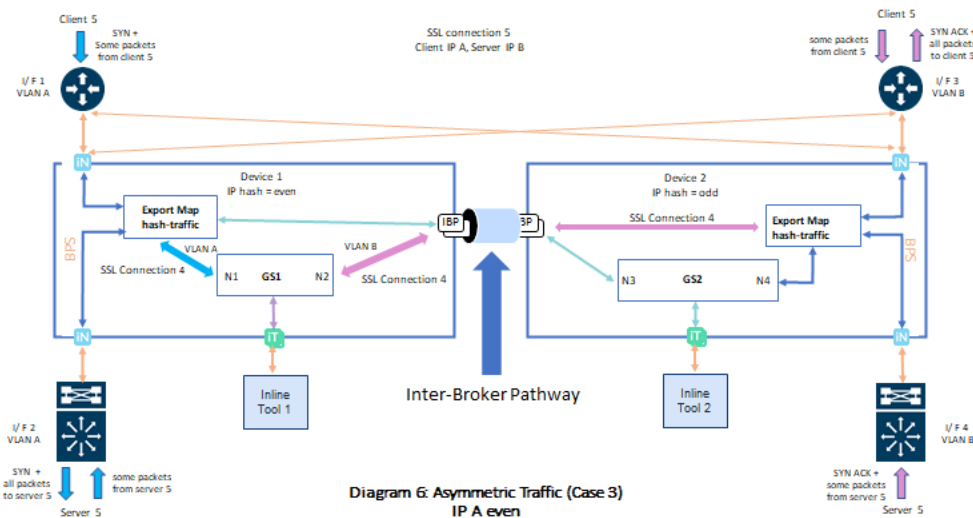 Client 5
SYN +
Some packets
from client 5
I/ F 1
VLAN A
SSL connection 5
Client IP A, Server IP B
Client 5
some packets
from client 5
SYN ACK +
all packets
to client 5
I/ F 3
VLAN B
iN
iN
Device 1
IP hash = even
Device 2
IP hash = odd
Export Map
hash-traffic
IBP
BP
SSL Connection 4
Export Map
hash-traffic
BPS
VLAN A
SSL Connection 4
VLAN B
SSL Connection 4
N1
GS1
N2
N3
GS2
N4
BPS
iN
iT
iT
iN
Inter-Broker Pathway
Inline
Tool 1
Inline
Tool 2
I/ F 2
VLAN A
I/ F 4
VLAN B
SYN +
all packets
to server 5
some packets
from server 5
Server 5
SYN ACK +
some packets
from server 5
Server 5
Diagram 6: Asymmetric Traffic (Case 3)
IP A even